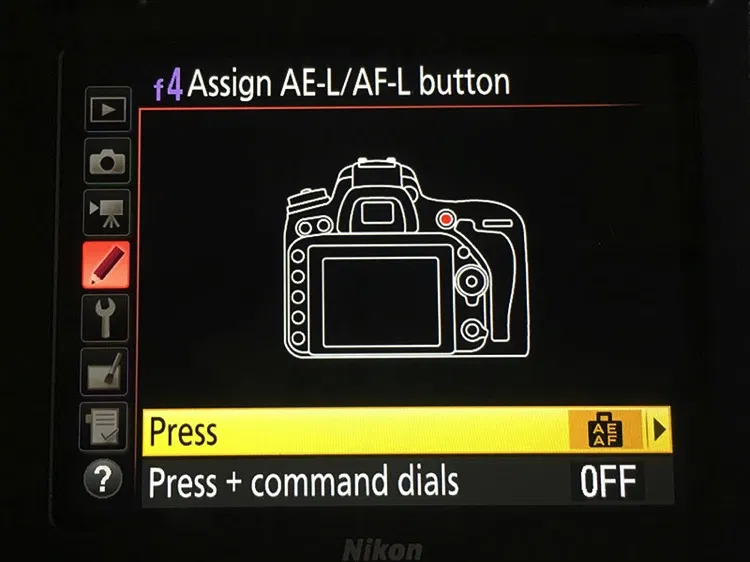 f4 Assign AE-L/AF-L button
Press AE
AF
Press + command dials OFF
?
Nikon